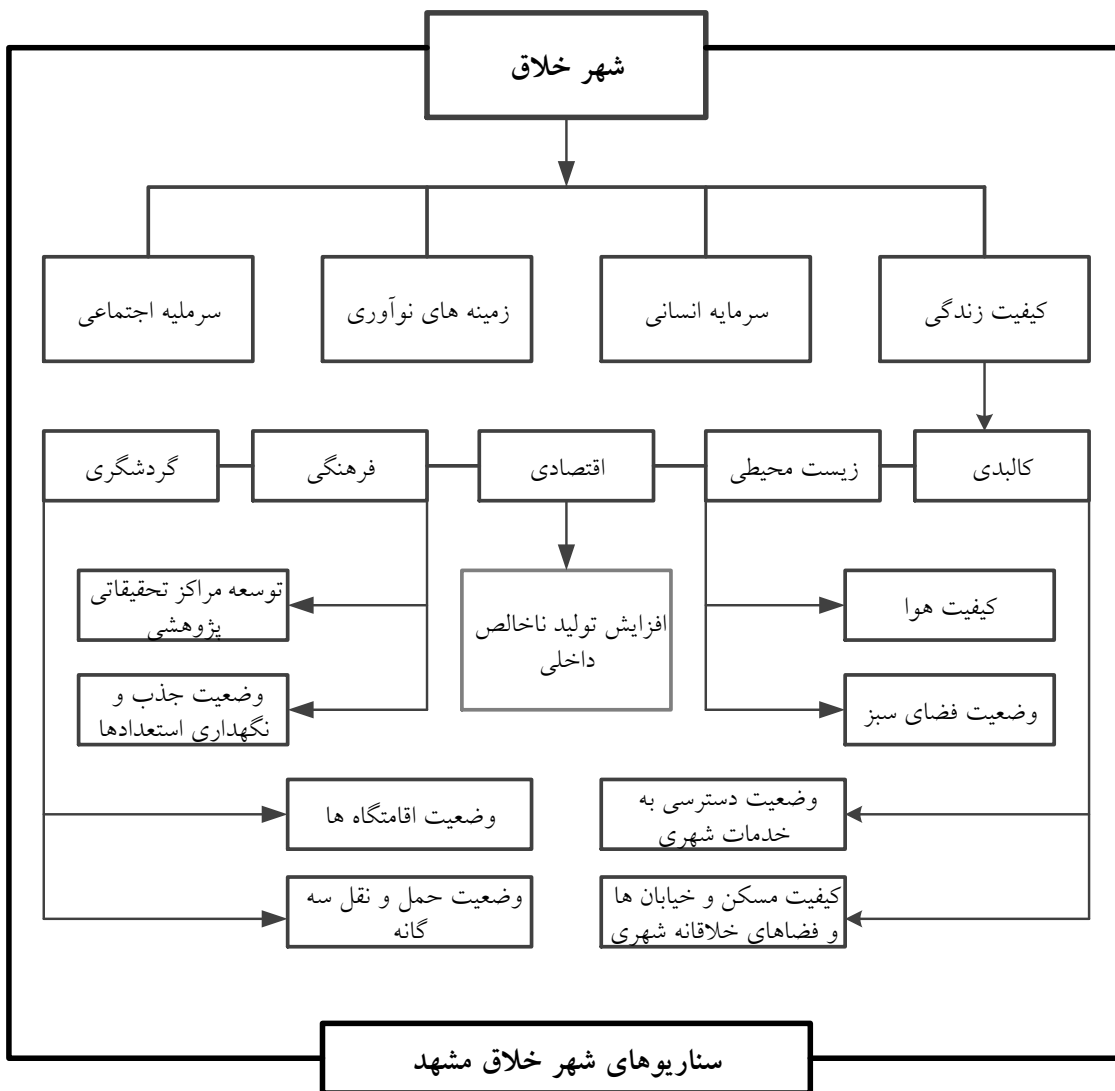 شهر خلاق
کیفیت زندگی
سرمایه انسانی
زمینه های نوآوری
سرملیه اجتماعی
کالبدی
زیست محیطی
اقتصادی
فرهنگی
گردشگری
کیفیت هوا
افزایش تولید ناخالص
داخلی
توسعه مراکز تحقیقاتی
پژوهشی
وضعیت فضای سبز
وضعیت جذب و
نگهداری استعدادها
وضعیت دسترسی به
خدمات شهری
وضعیت اقامتگاه ها
کیفیت مسکن و خیابان ها
و فضاهای خلاقانه شهری
وضعیت حمل و نقل سه
گانه
سناریوهای شهر خلاق مشهد